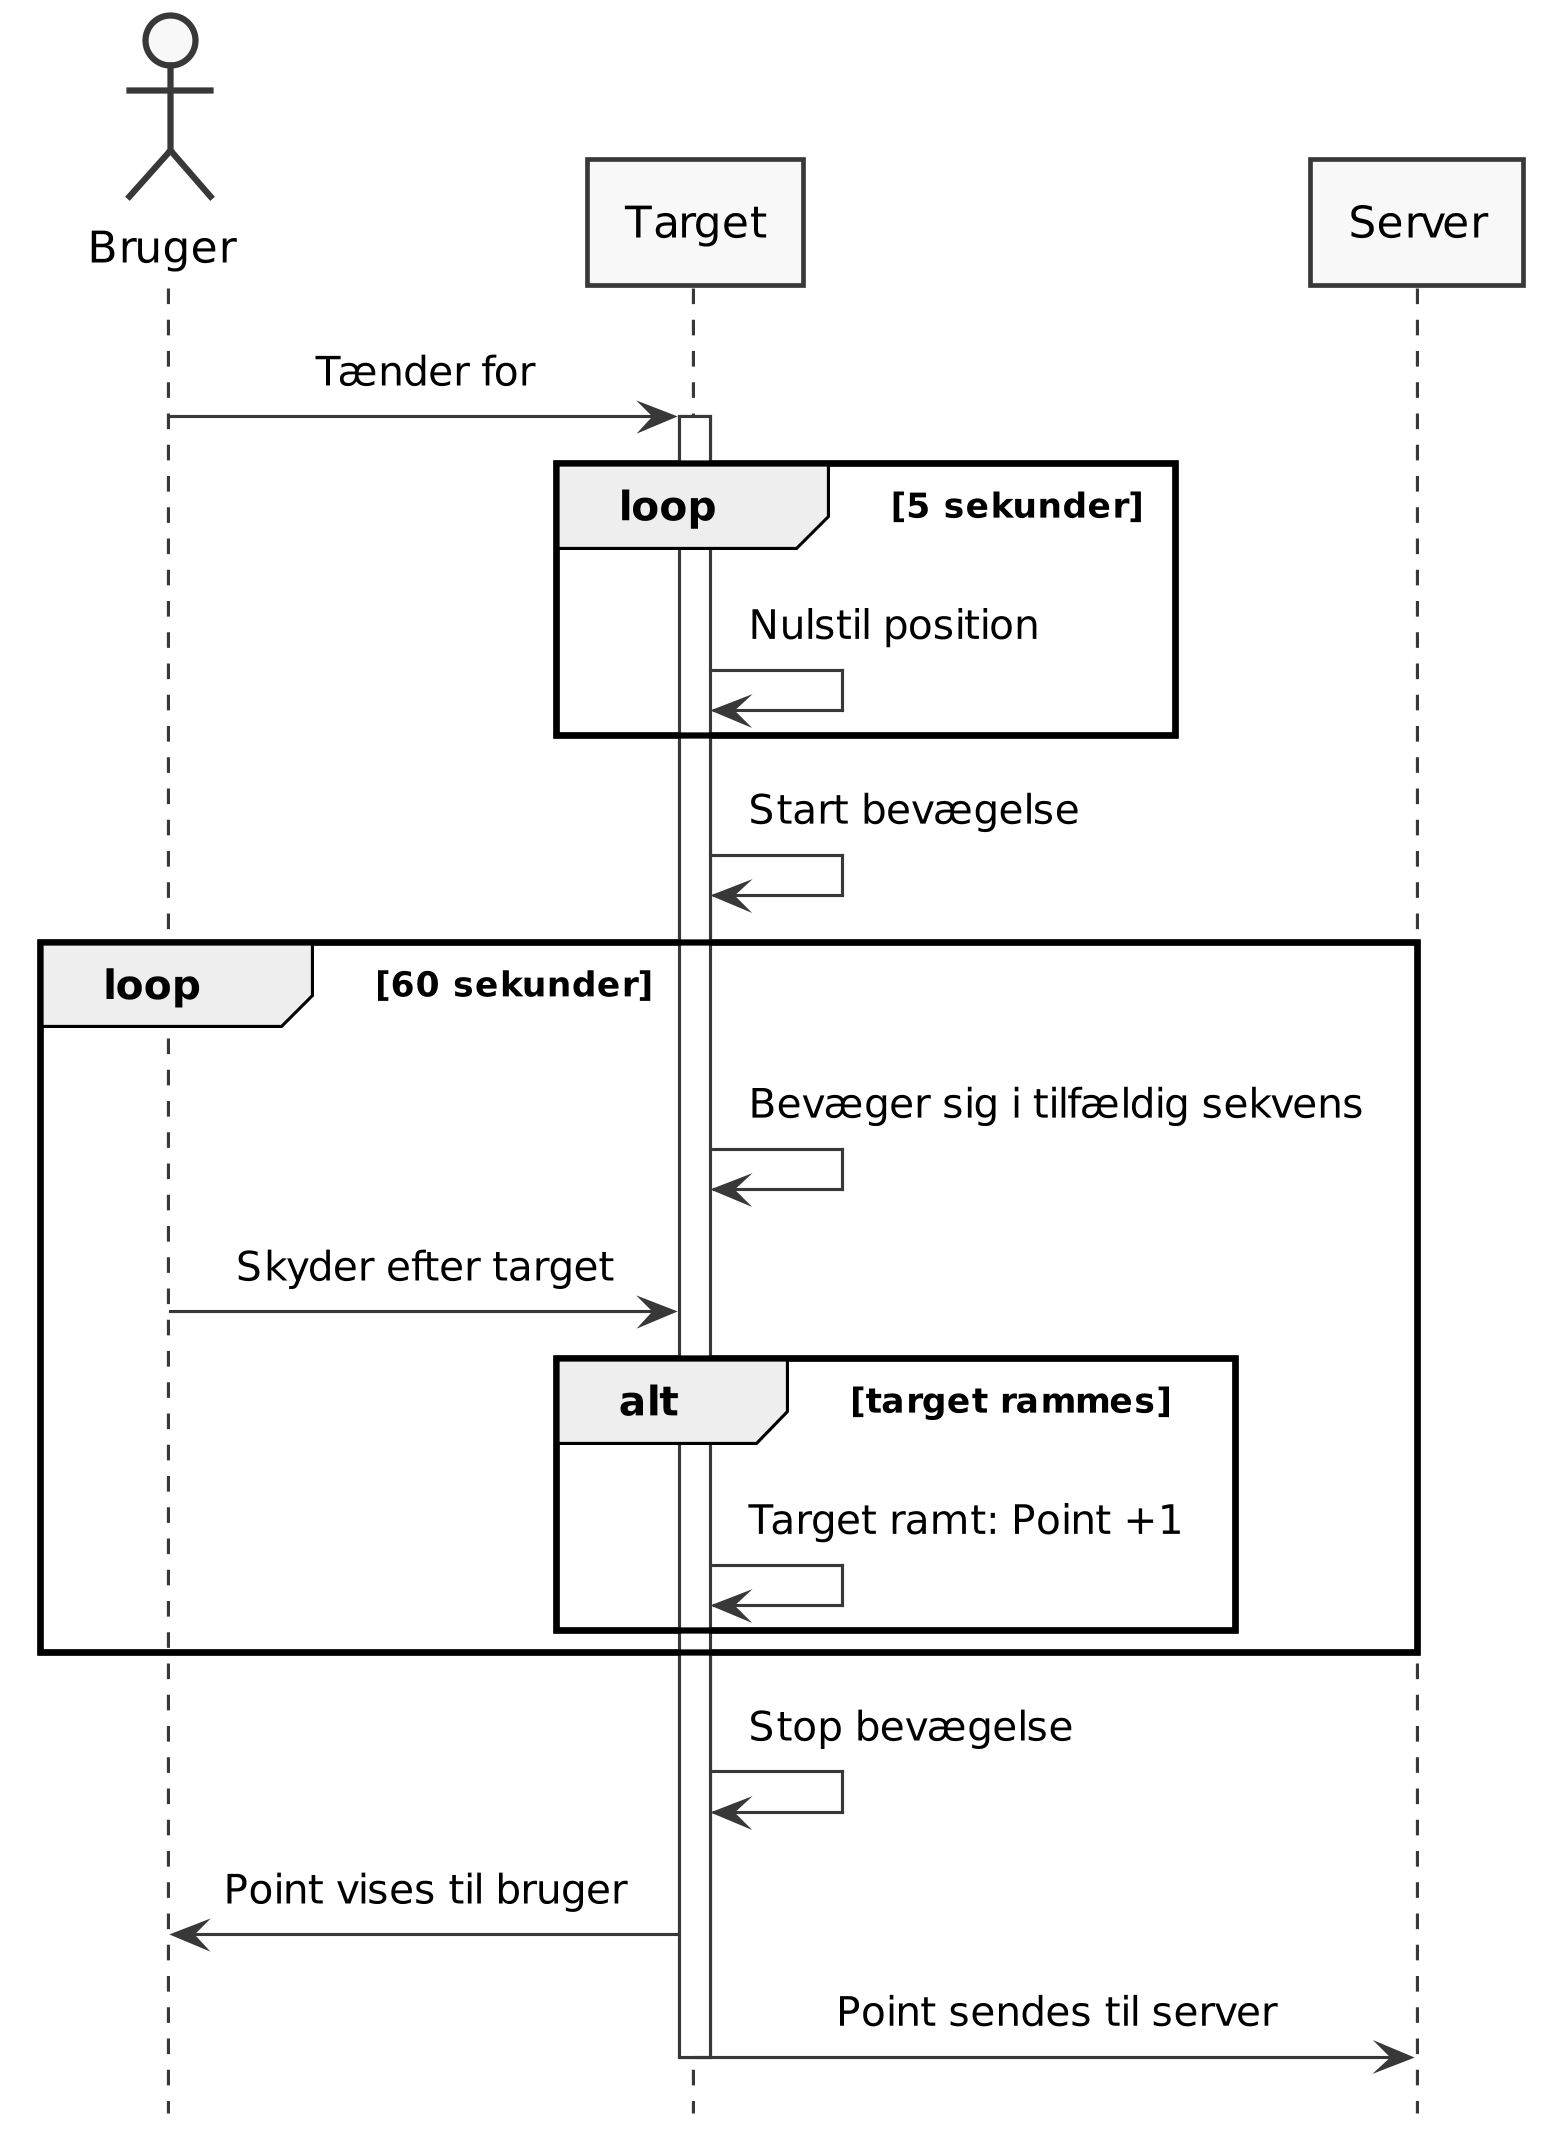 Bruger
Target
Server
Tænder for
loop [5 sekunder]
Nulstil position
Start bevægelse
loop [60 sekunder]
Bevæger sig i tilfældig sekvens
Skyder efter target
alt [target rammes]
Target ramt: Point +1
Stop bevægelse
Point vises til bruger
Point sendes til server